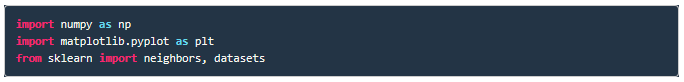 import numpy as np
import matplotlib.pyplot as plt
from sklearn import neighbors, datasets